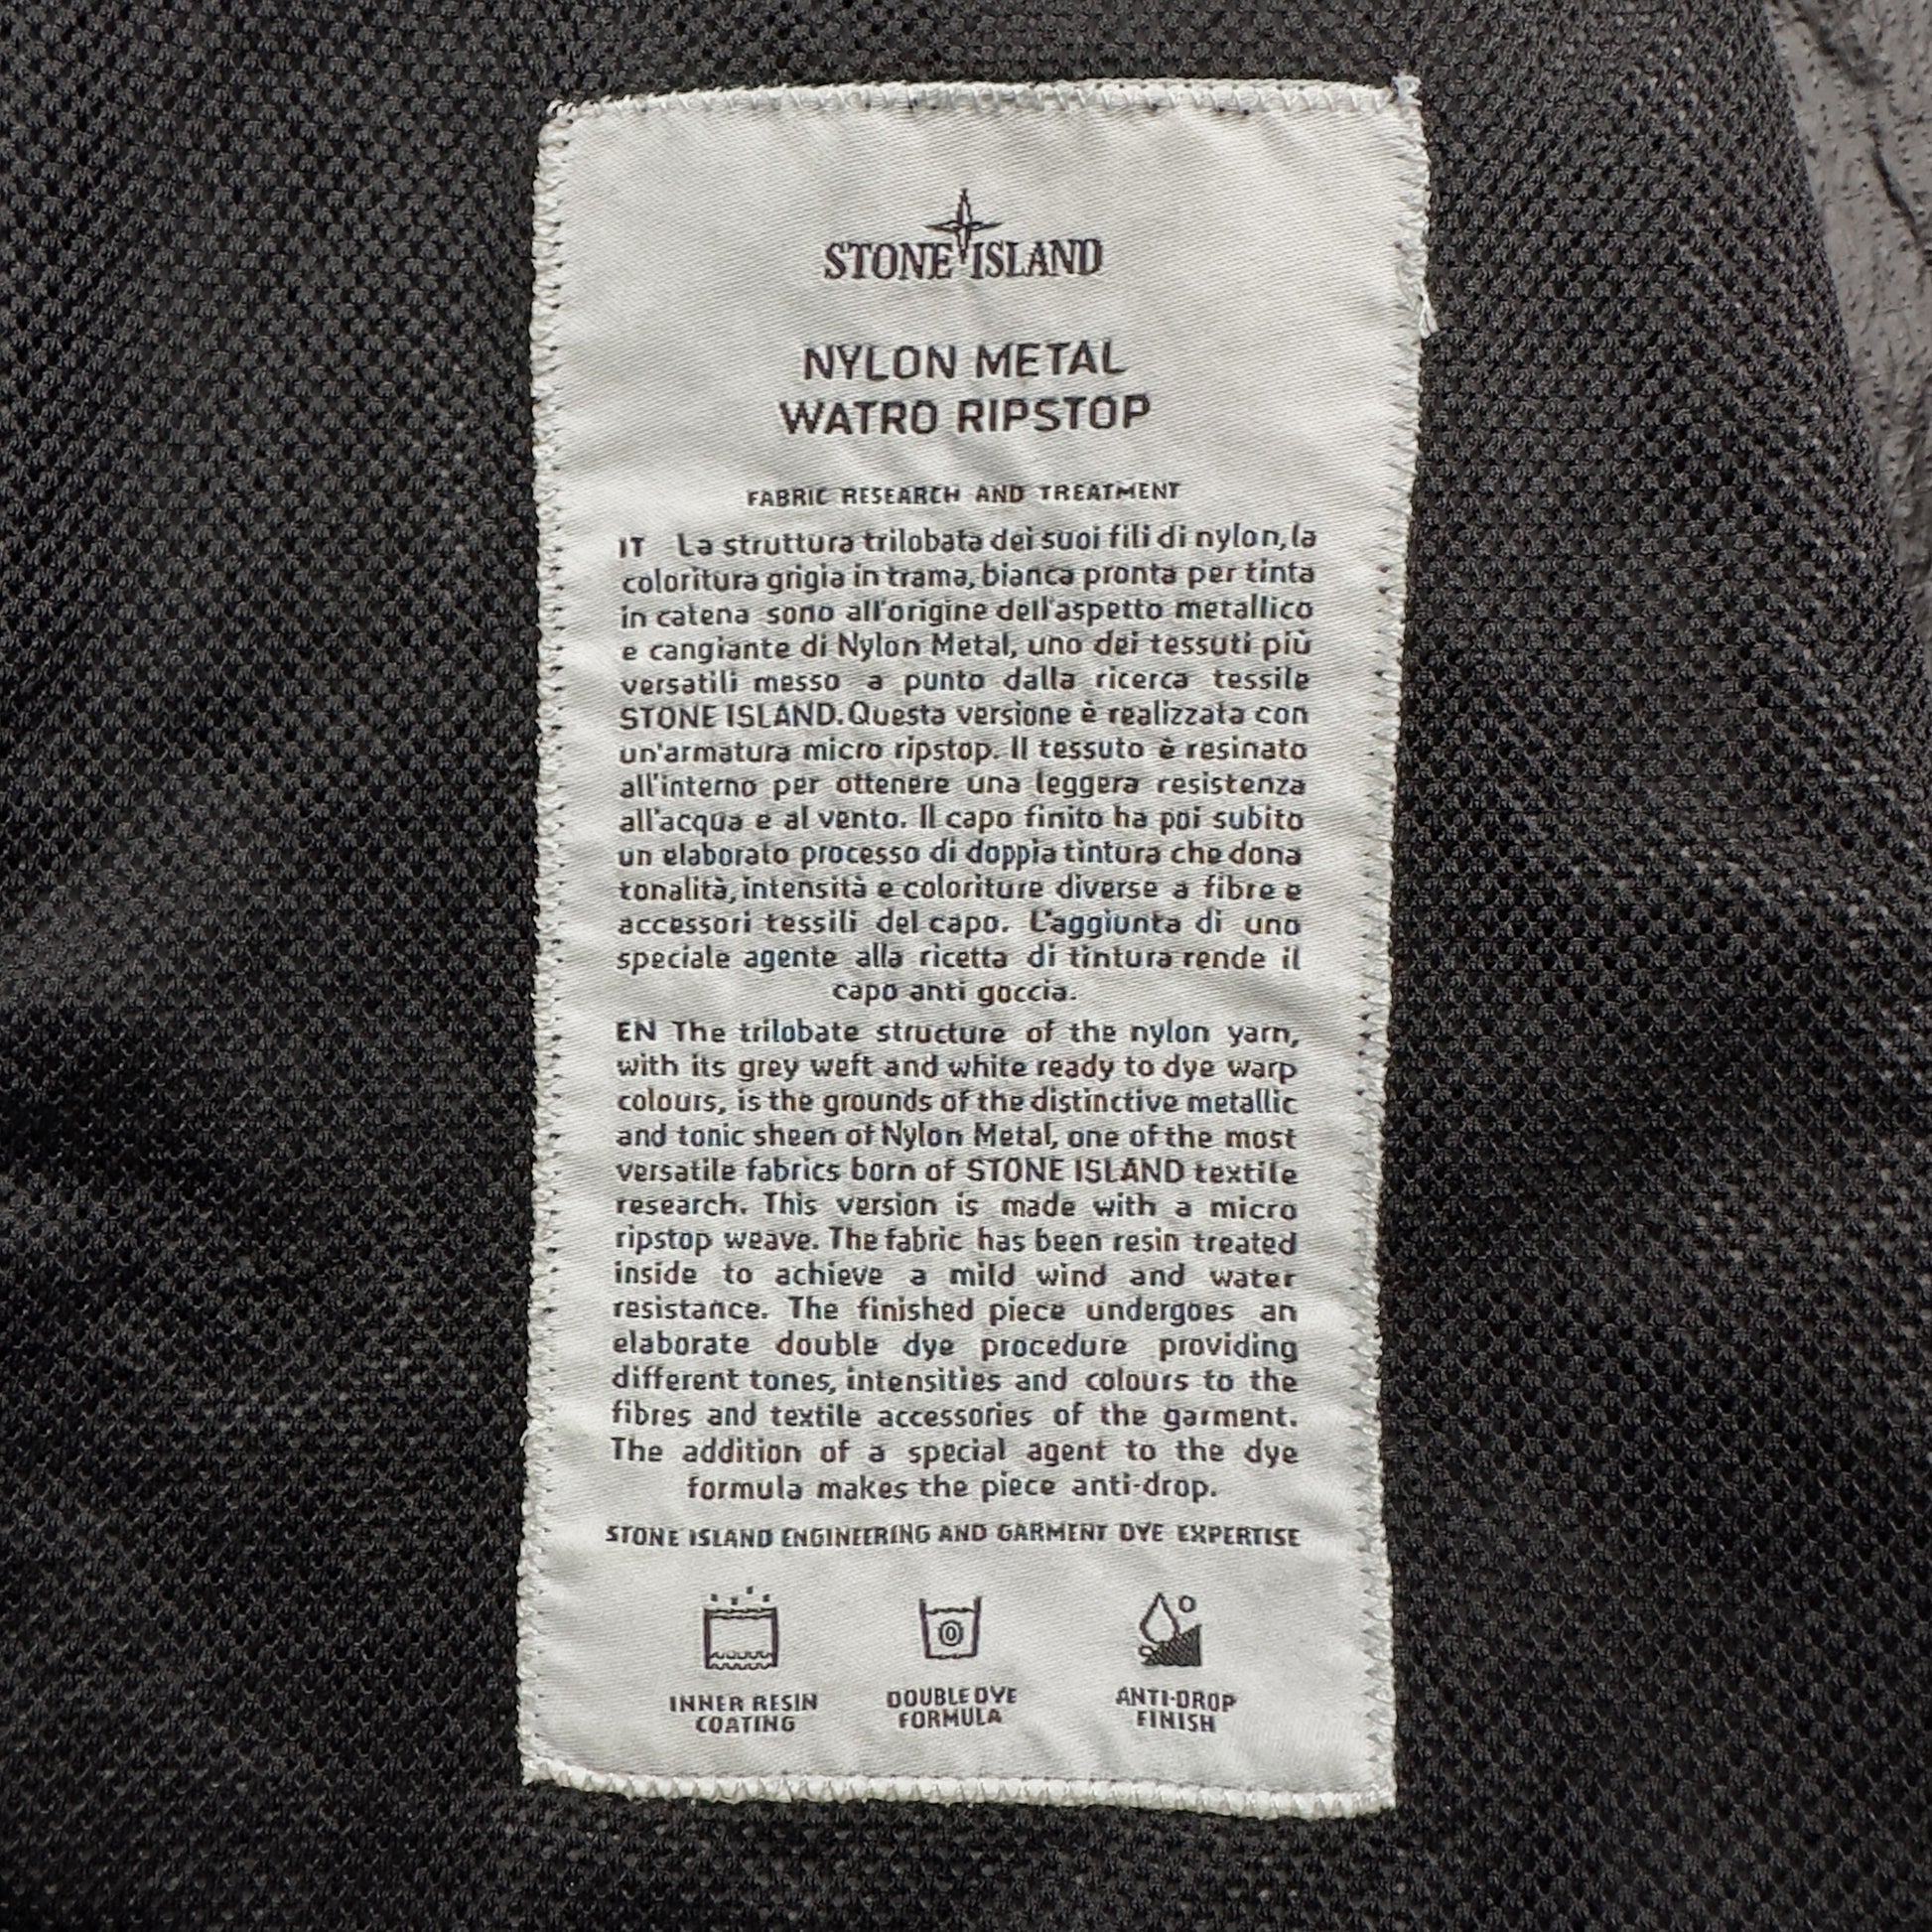 STONE ISLAND
NYLON METAL
WATRO RIPSTOP
FABRIC RESEARCH AND TREATMENT
IT La struttura trilobata dei suoi fili di nylon, la
coloritura grigia in trama, bianca pronta per tinta
in catena sono all'origine dell'aspetto metallico
e cangiante di Nylon Metal, uno dei tessuti più
versatili messo a punto dalla ricerca tessile
STONE ISLAND. Questa versione è realizzata con
un'armatura micro ripstop. Il tessuto è resinato
all'interno per ottenere una leggera resistenza
all'acqua e al vento. Il capo finito ha poi subito
un elaborato processo di doppia tintura che dona
tonalità, intensità e coloriture diverse a fibre e
accessori tessili del capo. L'aggiunta di uno
speciale agente alla ricetta di tintura rende il
capo anti goccia.
EN The trilobate structure of the nylon yarn,
with its grey weft and white ready to dye warp
colours, is the grounds of the distinctive metallic
and tonic sheen of Nylon Metal, one of the most
versatile fabrics born of STONE ISLAND textile
research. This version is made with a micro
ripstop weave. The fabric has been resin treated
inside to achieve a mild wind and water
resistance. The finished piece undergoes an
elaborate double dye procedure providing
different tones, intensities and colours to the
fibres and textile accessories of the garment.
The addition of a special agent to the dye
formula makes the piece anti-drop.
STONE ISLAND ENGINEERING AND GARMENT DYE EXPERTISE
INNER RESIN
COATING
DOUBLE DYE
FORMULA
ANTI-DROP
FINISH